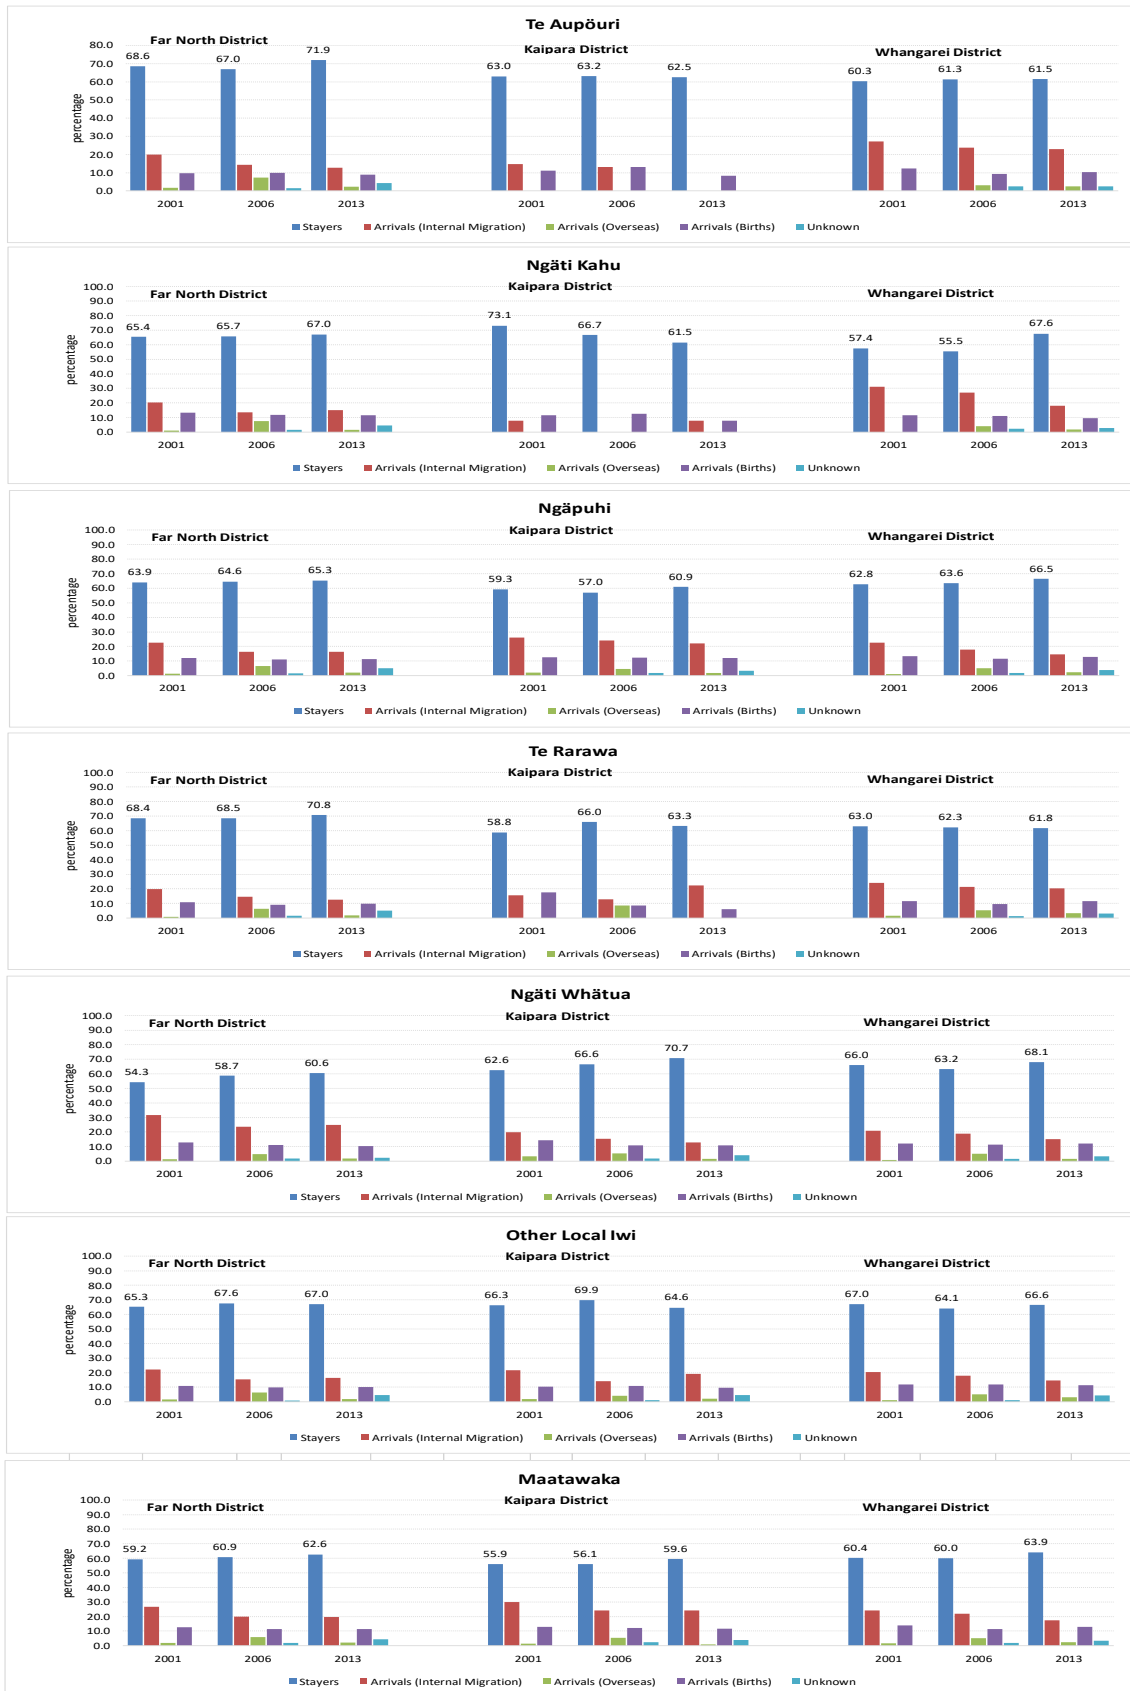 Te Aupöuri
Far North District Kaipara District Whangarei District
percentage
80.0
70.0
60.0
50.0
40.0
30.0
20.0
10.0
0.0
68.6 67.0 71.9 63.0 63.2 62.5 60.3 61.3 61.5
2001 2006 2013 2001 2006 2013 2001 2006 2013
Stayers Arrivals (Internal Migration) Arrivals (Overseas) Arrivals (Births) Unknown
Ngäti Kahu
Far North District Kaipara District Whangarei District
percentage
100.0
90.0
80.0
70.0
60.0
50.0
40.0
30.0
20.0
10.0
0.0
65.4 65.7 67.0 73.1 66.7 61.5 57.4 55.5 67.6
2001 2006 2013 2001 2006 2013 2001 2006 2013
Stayers Arrivals (Internal Migration) Arrivals (Overseas) Arrivals (Births) Unknown
Ngäpuhi
Far North District Kaipara District Whangarei District
percentage
100.0
90.0
80.0
70.0
60.0
50.0
40.0
30.0
20.0
10.0
0.0
63.9 64.6 65.3 59.3 57.0 60.9 62.8 63.6 66.5
2001 2006 2013 2001 2006 2013 2001 2006 2013
Stayers Arrivals (Internal Migration) Arrivals (Overseas) Arrivals (Births) Unknown
Te Rarawa
Far North District Kaipara District Whangarei District
percentage
100.0
90.0
80.0
70.0
60.0
50.0
40.0
30.0
20.0
10.0
0.0
68.4 68.5 70.8 58.8 66.0 63.3 63.0 62.3 61.8
2001 2006 2013 2001 2006 2013 2001 2006 2013
Stayers Arrivals (Internal Migration) Arrivals (Overseas) Arrivals (Births) Unknown
Ngäti Whätua
Far North District Kaipara District Whangarei District
percentage
100.0
90.0
80.0
70.0
60.0
50.0
40.0
30.0
20.0
10.0
0.0
54.3 58.7 60.6 62.6 66.6 70.7 66.0 63.2 68.1
2001 2006 2013 2001 2006 2013 2001 2006 2013
Stayers Arrivals (Internal Migration) Arrivals (Overseas) Arrivals (Births) Unknown
Other Local Iwi
Far North District Kaipara District Whangarei District
percentage
100.0
90.0
80.0
70.0
60.0
50.0
40.0
30.0
20.0
10.0
0.0
65.3 67.6 67.0 66.3 69.9 64.6 67.0 64.1 66.6
2001 2006 2013 2001 2006 2013 2001 2006 2013
Stayers Arrivals (Internal Migration) Arrivals (Overseas) Arrivals (Births) Unknown
Maatawaka
Far North District Kaipara District Whangarei District
percentage
100.0
90.0
80.0
70.0
60.0
50.0
40.0
30.0
20.0
10.0
0.0
59.2 60.9 62.6 55.9 56.1 59.6 60.4 60.0 63.9
2001 2006 2013 2001 2006 2013 2001 2006 2013
Stayers Arrivals (Internal Migration) Arrivals (Overseas) Arrivals (Births) Unknown